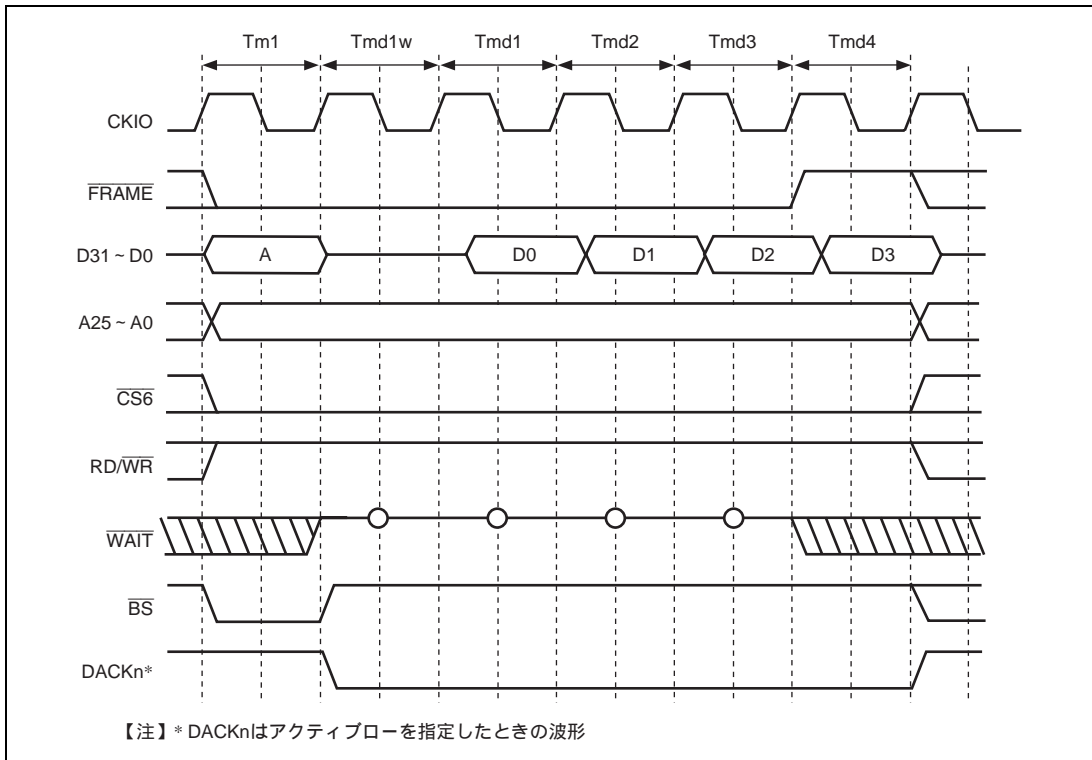 Tm1 Tmd1w Tmd1 Tmd2 Tmd3 Tmd4
CKIO
FRAME
D31 ~ D0 A D0 D1 D2 D3
A25 ~ A0
CS6
RD/WR
WAIT
BS
DACKn*
【注】* DACKnはアクティブローを指定したときの波形